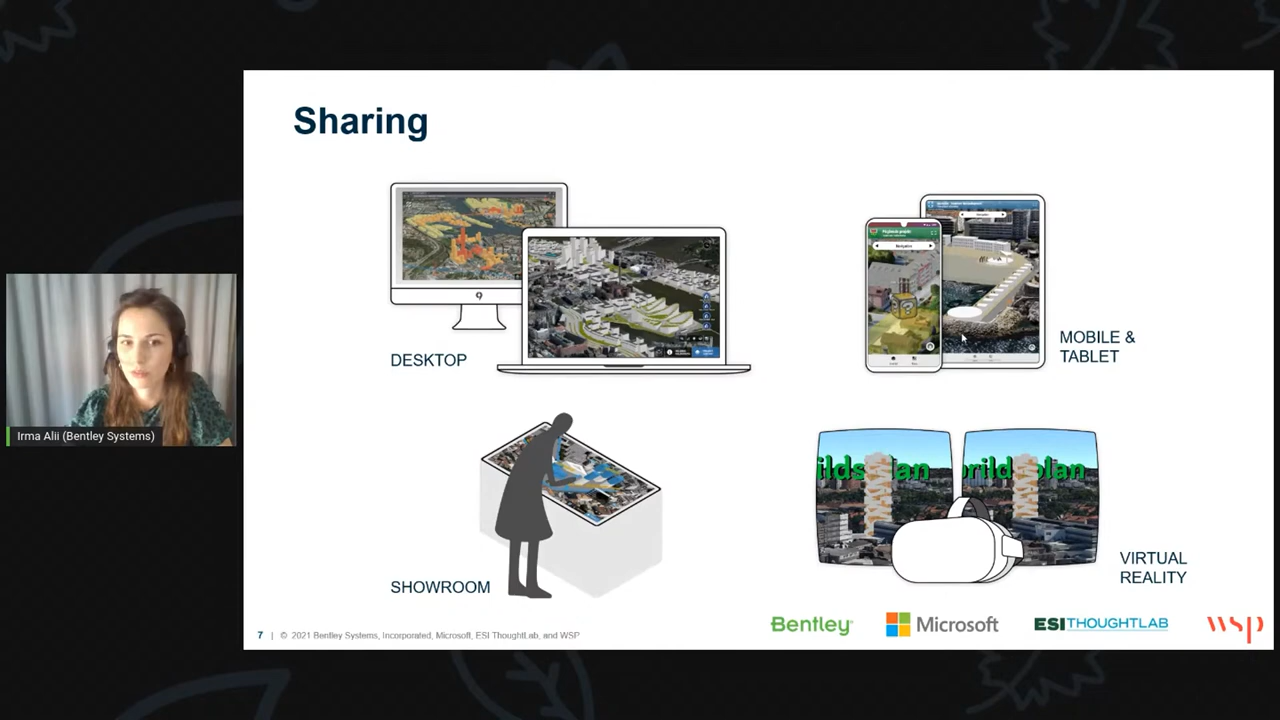 Sharing
DESKTOP
MOBILE &
TABLET
SHOWROOM
VIRTUAL
REALITY
Irma Alii (Bentley Systems)
7 | © 2021 Bentley Systems, Incorporated, Microsoft, ESI ThoughtLab, and WSP
Bentley
Microsoft
ESI THOUGHTLAB
wsp